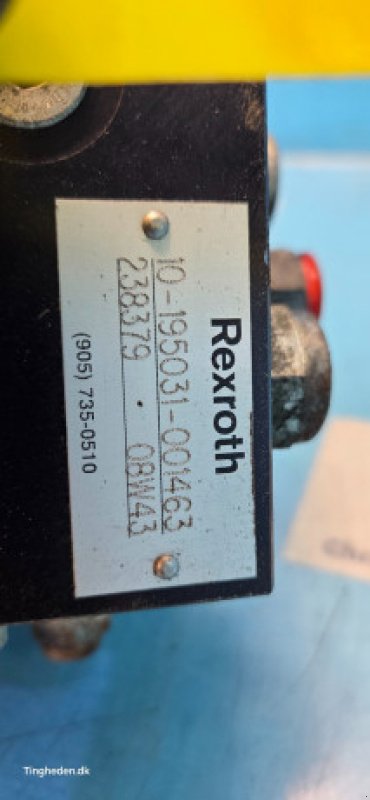 Rexroth
10-195031-001463
238379 . 08W43
(905) 735-0510
Tingheden.dk